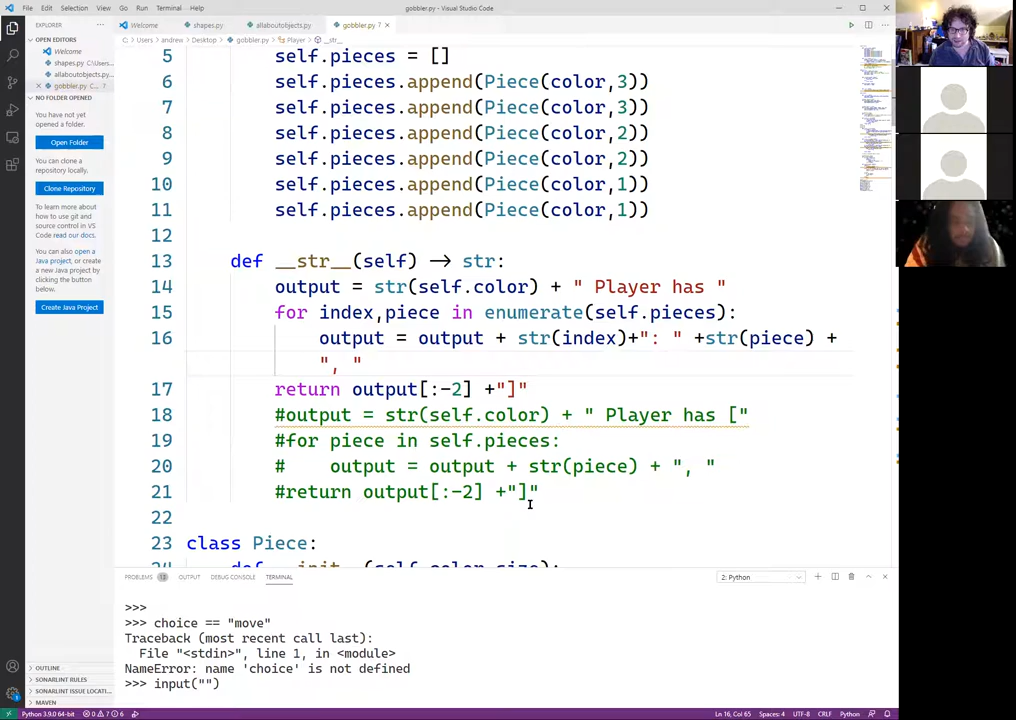 File Edit Selection View Go Run Terminal Help
gobbler.py - Visual Studio Code
EXPLORER
OPEN EDITORS
Welcome
shapes.py C:\Users...
allaboutobjects.py...
gobbler.py C... 7
NO FOLDER OPENED
You have not yet
opened a folder.
Open Folder
You can clone a
repository locally.
Clone Repository
To learn more about
how to use git and
source control in VS
Code read our docs.
You can also open a
Java project, or create
a new Java project by
clicking the button
below.
Create Java Project
OUTLINE
SONARLINT RULES
SONARLINT ISSUE LOCATI...
MAVEN
Welcome shapes.py allaboutobjects.py gobbler.py 7
C: > Users > andrew > Desktop > gobbler.py > Player > __str__
5 self.pieces = []
6 self.pieces.append(Piece(color,3))
7 self.pieces.append(Piece(color,3))
8 self.pieces.append(Piece(color,2))
9 self.pieces.append(Piece(color,2))
10 self.pieces.append(Piece(color,1))
11 self.pieces.append(Piece(color,1))
12
13 def __str__(self) -> str:
14 output = str(self.color) + " Player has "
15 for index,piece in enumerate(self.pieces):
16 output = output + str(index)+": " +str(piece) +
", "
17 return output[:-2] +"]"
18 #output = str(self.color) + " Player has ["
19 #for piece in self.pieces:
20 #    output = output + str(piece) + ", "
21 #return output[:-2] +"]"
22
23 class Piece:
24 def __init__(self,color,size):
PROBLEMS 13 OUTPUT DEBUG CONSOLE TERMINAL
2: Python
>>>
>>> choice == "move"
Traceback (most recent call last):
File "<stdin>", line 1, in <module>
NameError: name 'choice' is not defined
>>> input("")
Python 3.9.0 64-bit 0 7 6
Ln 16, Col 65 Spaces: 4 UTF-8 CRLF Python